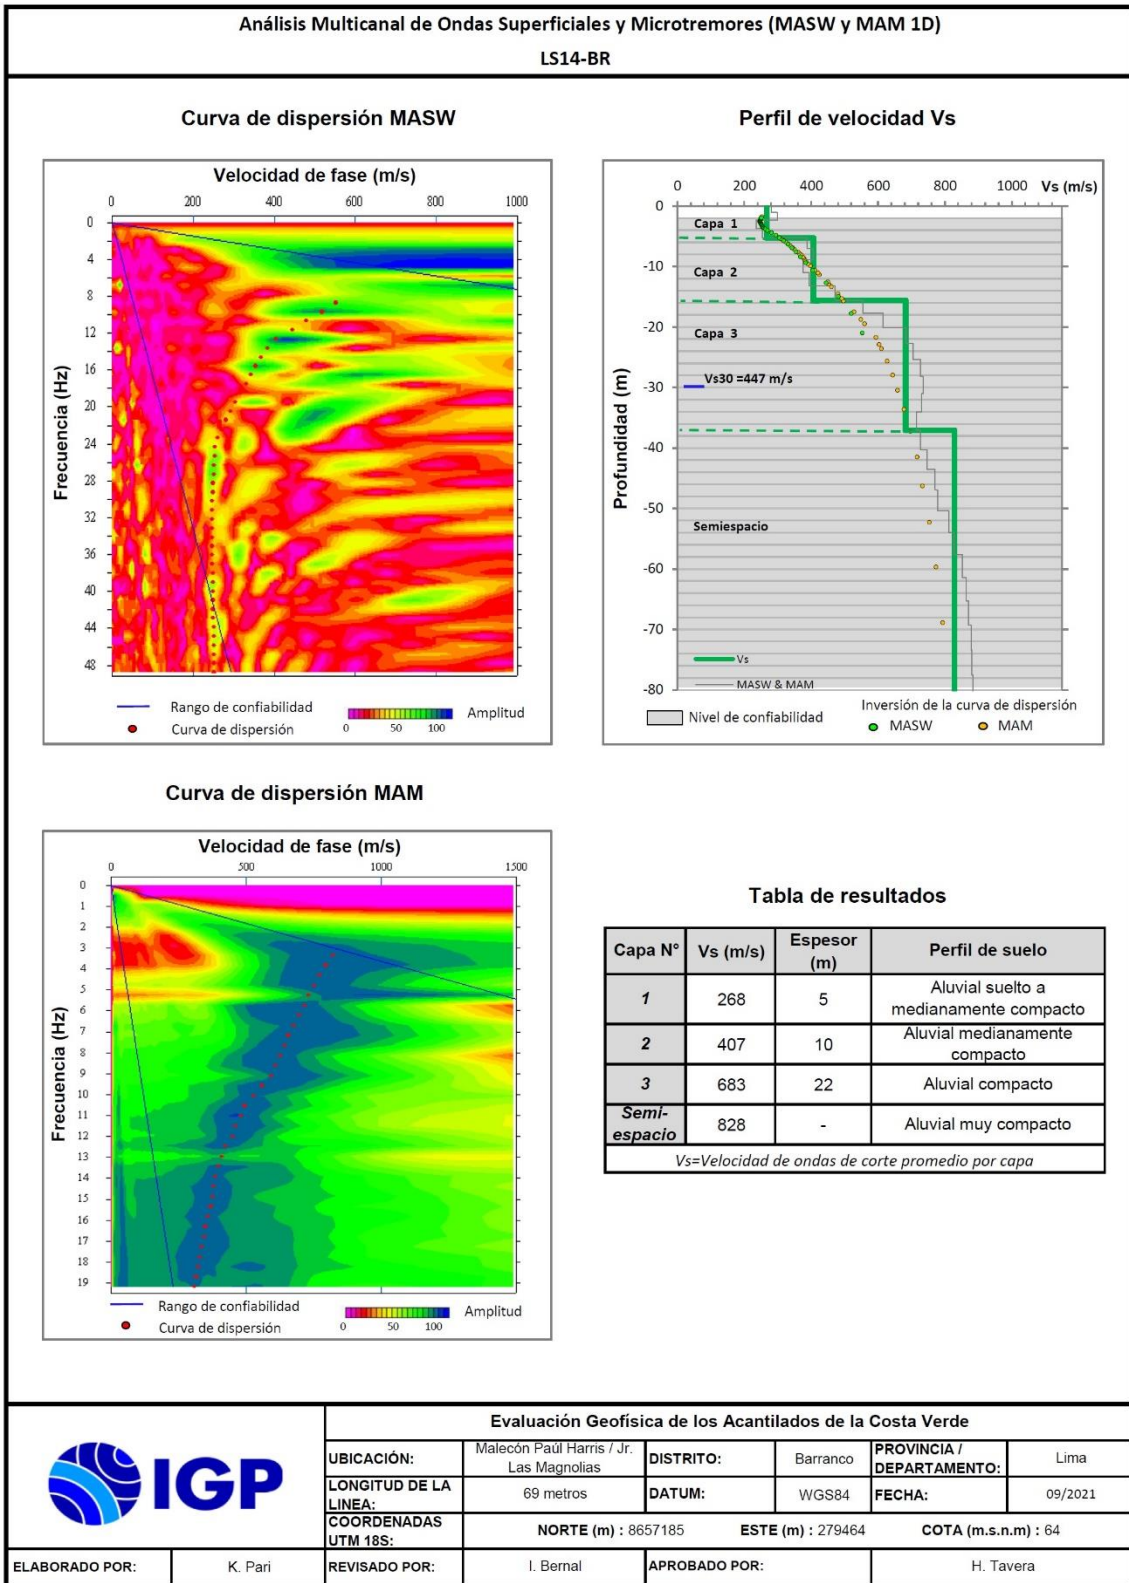 Análisis Multicanal de Ondas Superficiales y Microtremores (MASW y MAM 1D)
LS14-BR
Curva de dispersión MASW
Velocidad de fase (m/s)
0 200 400 600 800 1000
Frecuencia (Hz)
0
4
8
12
16
20
24
28
32
36
40
44
48
Rango de confiabilidad
Curva de dispersión
Amplitud
0 50 100
Perfil de velocidad Vs
0 200 400 600 800 1000 Vs (m/s)
Profundidad (m)
0
-10
-20
-30
-40
-50
-60
-70
-80
Capa 1
Capa 2
Capa 3
Vs30 =447 m/s
Semiespacio
Vs
MASW & MAM
Nivel de confiabilidad
Inversión de la curva de dispersión
MASW MAM
Curva de dispersión MAM
Velocidad de fase (m/s)
0 500 1000 1.500
Frecuencia (Hz)
0
1
2
3
4
5
6
7
8
9
10
11
12
13
14
15
16
17
18
19
Rango de confiabilidad
Curva de dispersión
Amplitud
0 50 100
Tabla de resultados
Capa N° Vs (m/s) Espesor (m) Perfil de suelo
1 268 5 Aluvial suelto a medianamente compacto
2 407 10 Aluvial medianamente compacto
3 683 22 Aluvial compacto
Semi-espacio 828 - Aluvial muy compacto
Vs=Velocidad de ondas de corte promedio por capa
IGP
Evaluación Geofísica de los Acantilados de la Costa Verde
UBICACIÓN: Malecón Paúl Harris / Jr. Las Magnolias DISTRITO: Barranco PROVINCIA / DEPARTAMENTO: Lima
LONGITUD DE LA LINEA: 69 metros DATUM: WGS84 FECHA: 09/2021
COORDENADAS UTM 18S: NORTE (m) : 8657185 ESTE (m) : 279464 COTA (m.s.n.m) : 64
ELABORADO POR: K. Pari REVISADO POR: I. Bernal APROBADO POR: H. Tavera